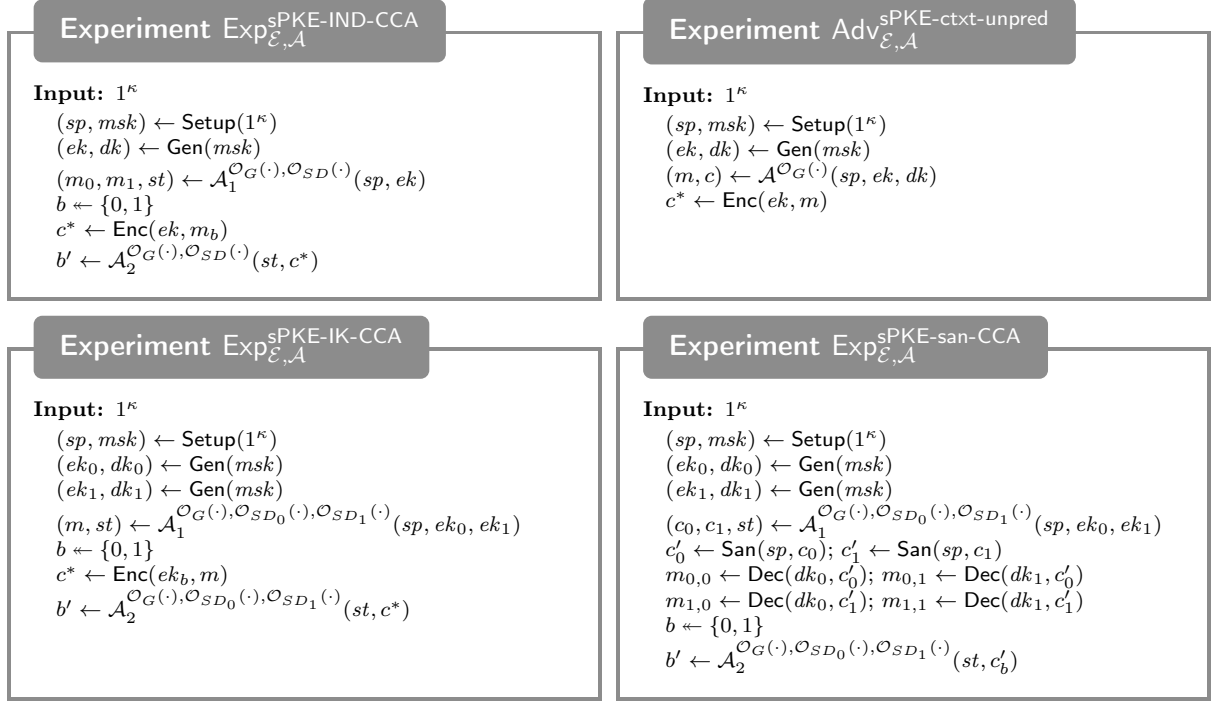 Experiment Exp^{sPKE-IND-CCA}_{ℰ,𝒜}
Input: 1^κ
(sp, msk) ← Setup(1^κ)
(ek, dk) ← Gen(msk)
(m_0, m_1, st) ← 𝒜_1^{𝒪_G(·),𝒪_{SD}(·)}(sp, ek)
b ↞ {0, 1}
c^* ← Enc(ek, m_b)
b′ ← 𝒜_2^{𝒪_G(·),𝒪_{SD}(·)}(st, c^*)
Experiment Adv^{sPKE-ctxt-unpred}_{ℰ,𝒜}
Input: 1^κ
(sp, msk) ← Setup(1^κ)
(ek, dk) ← Gen(msk)
(m, c) ← 𝒜^{𝒪_G(·)}(sp, ek, dk)
c^* ← Enc(ek, m)
Experiment Exp^{sPKE-IK-CCA}_{ℰ,𝒜}
Input: 1^κ
(sp, msk) ← Setup(1^κ)
(ek_0, dk_0) ← Gen(msk)
(ek_1, dk_1) ← Gen(msk)
(m, st) ← 𝒜_1^{𝒪_G(·),𝒪_{SD_0}(·),𝒪_{SD_1}(·)}(sp, ek_0, ek_1)
b ↞ {0, 1}
c^* ← Enc(ek_b, m)
b′ ← 𝒜_2^{𝒪_G(·),𝒪_{SD_0}(·),𝒪_{SD_1}(·)}(st, c^*)
Experiment Exp^{sPKE-san-CCA}_{ℰ,𝒜}
Input: 1^κ
(sp, msk) ← Setup(1^κ)
(ek_0, dk_0) ← Gen(msk)
(ek_1, dk_1) ← Gen(msk)
(c_0, c_1, st) ← 𝒜_1^{𝒪_G(·),𝒪_{SD_0}(·),𝒪_{SD_1}(·)}(sp, ek_0, ek_1)
c′_0 ← San(sp, c_0); c′_1 ← San(sp, c_1)
m_{0,0} ← Dec(dk_0, c′_0); m_{0,1} ← Dec(dk_1, c′_0)
m_{1,0} ← Dec(dk_0, c′_1); m_{1,1} ← Dec(dk_1, c′_1)
b ↞ {0, 1}
b′ ← 𝒜_2^{𝒪_G(·),𝒪_{SD_0}(·),𝒪_{SD_1}(·)}(st, c′_b)